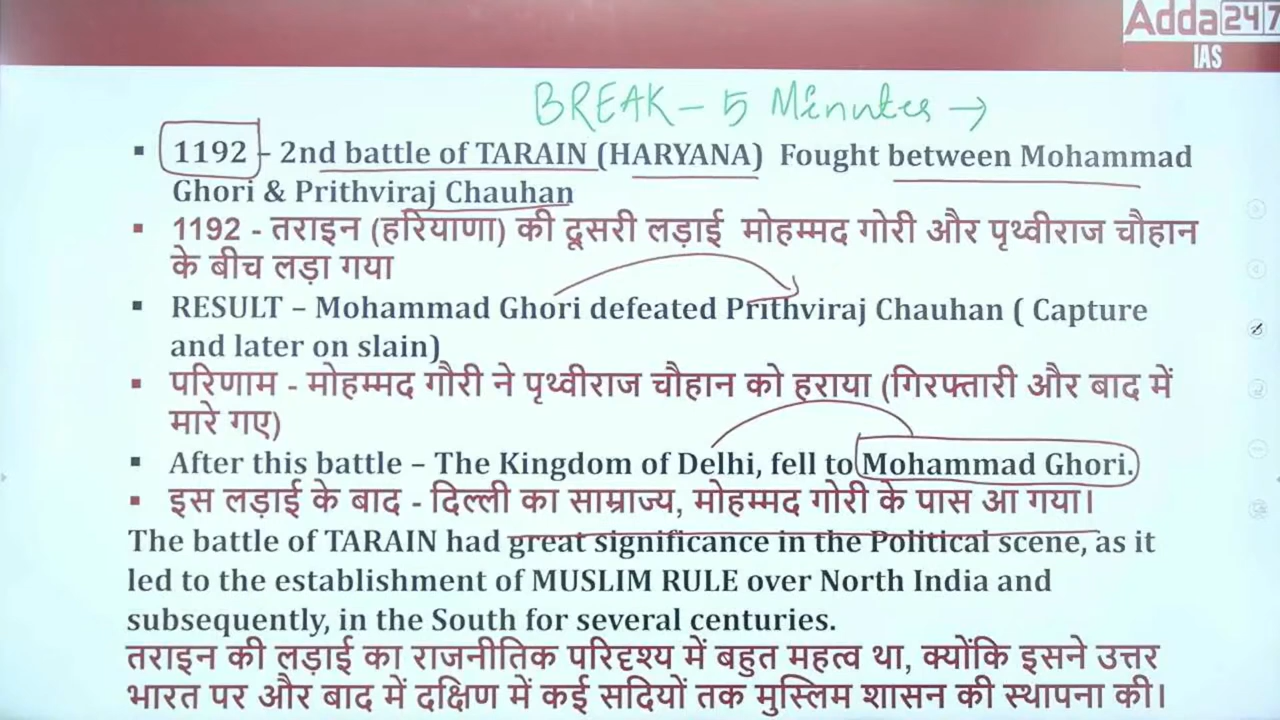 Adda247
IAS
BREAK - 5 Minutes →
▪ 1192 - 2nd battle of TARAIN (HARYANA) Fought between Mohammad
Ghori & Prithviraj Chauhan
▪ 1192 - तराइन (हरियाणा) की दूसरी लड़ाई मोहम्मद गोरी और पृथ्वीराज चौहान
के बीच लड़ा गया
▪ RESULT – Mohammad Ghori defeated Prithviraj Chauhan ( Capture
and later on slain)
▪ परिणाम - मोहम्मद गौरी ने पृथ्वीराज चौहान को हराया (गिरफ्तारी और बाद में
मारे गए)
▪ After this battle – The Kingdom of Delhi, fell to Mohammad Ghori.
▪ इस लड़ाई के बाद - दिल्ली का साम्राज्य, मोहम्मद गोरी के पास आ गया।
The battle of TARAIN had great significance in the Political scene, as it
led to the establishment of MUSLIM RULE over North India and
subsequently, in the South for several centuries.
तराइन की लड़ाई का राजनीतिक परिदृश्य में बहुत महत्व था, क्योंकि इसने उत्तर
भारत पर और बाद में दक्षिण में कई सदियों तक मुस्लिम शासन की स्थापना की।